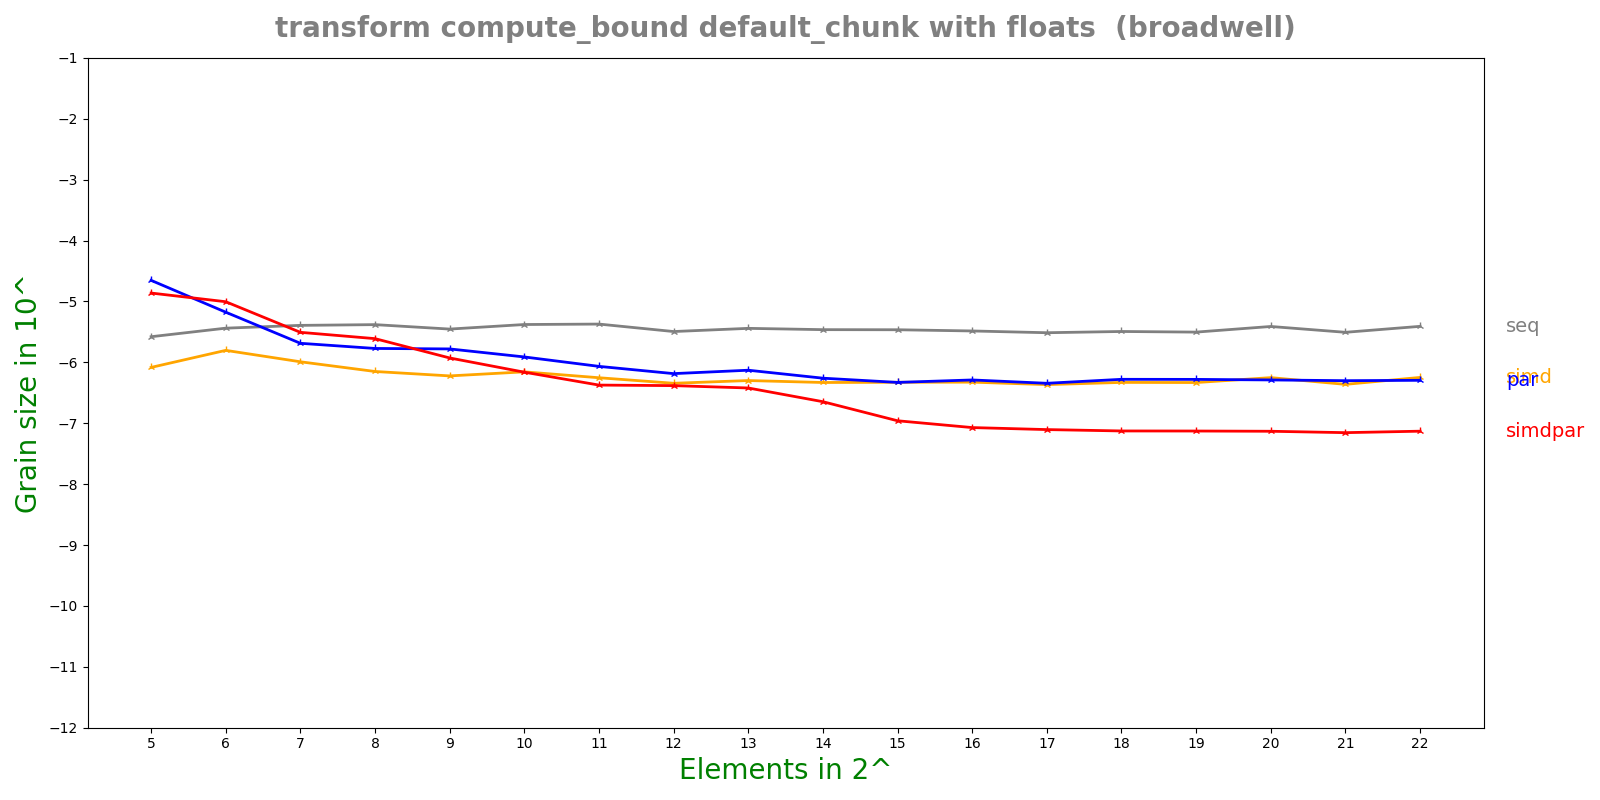 transform compute_bound default_chunk with floats  (broadwell)
Grain size in 10^
−1
−2
−3
−4
−5
−6
−7
−8
−9
−10
−11
−12
seq
simd
par
simdpar
5 6 7 8 9 10 11 12 13 14 15 16 17 18 19 20 21 22
Elements in 2^